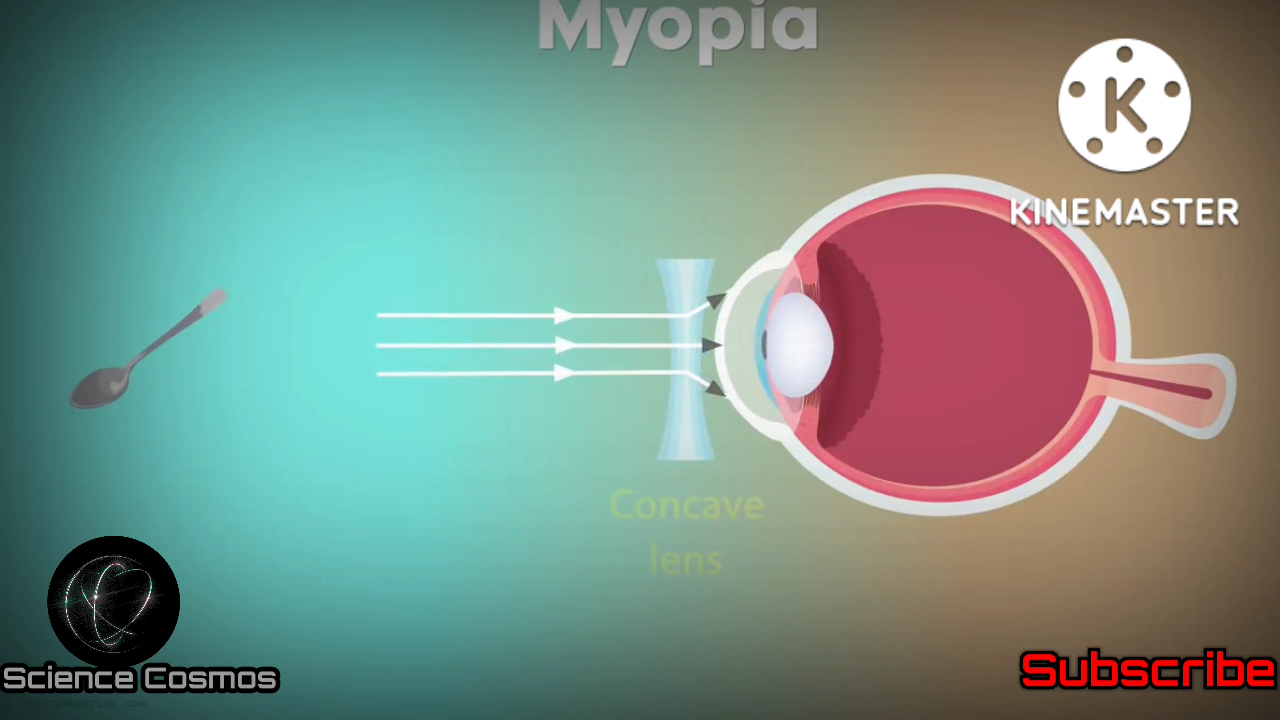 Myopia
K
KINEMASTER
Concave
lens
Science Cosmos
Subscribe